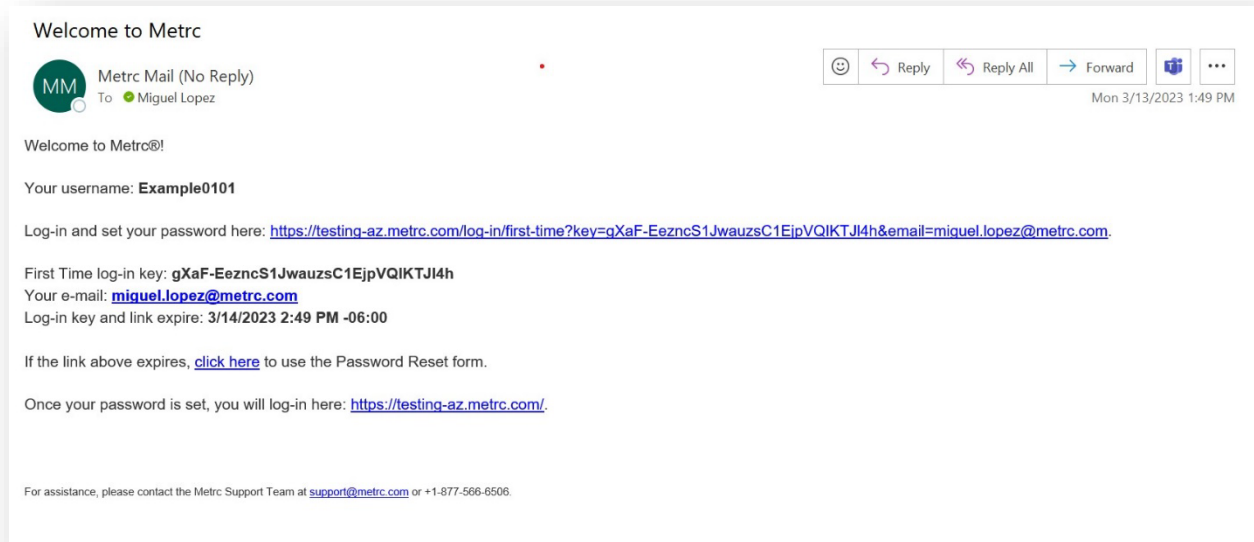 Welcome to Metrc
MM
Metrc Mail (No Reply)
To Miguel Lopez
Reply
Reply All
Forward
Mon 3/13/2023 1:49 PM
Welcome to Metrc®!
Your username: Example0101
Log-in and set your password here: https://testing-az.metrc.com/log-in/first-time?key=gXaF-EezncS1JwauzsC1EjpVQIKTJI4h&email=miguel.lopez@metrc.com.
First Time log-in key: gXaF-EezncS1JwauzsC1EjpVQIKTJI4h
Your e-mail: miguel.lopez@metrc.com
Log-in key and link expire: 3/14/2023 2:49 PM -06:00
If the link above expires, click here to use the Password Reset form.
Once your password is set, you will log-in here: https://testing-az.metrc.com/.
For assistance, please contact the Metrc Support Team at support@metrc.com or +1-877-566-6506.